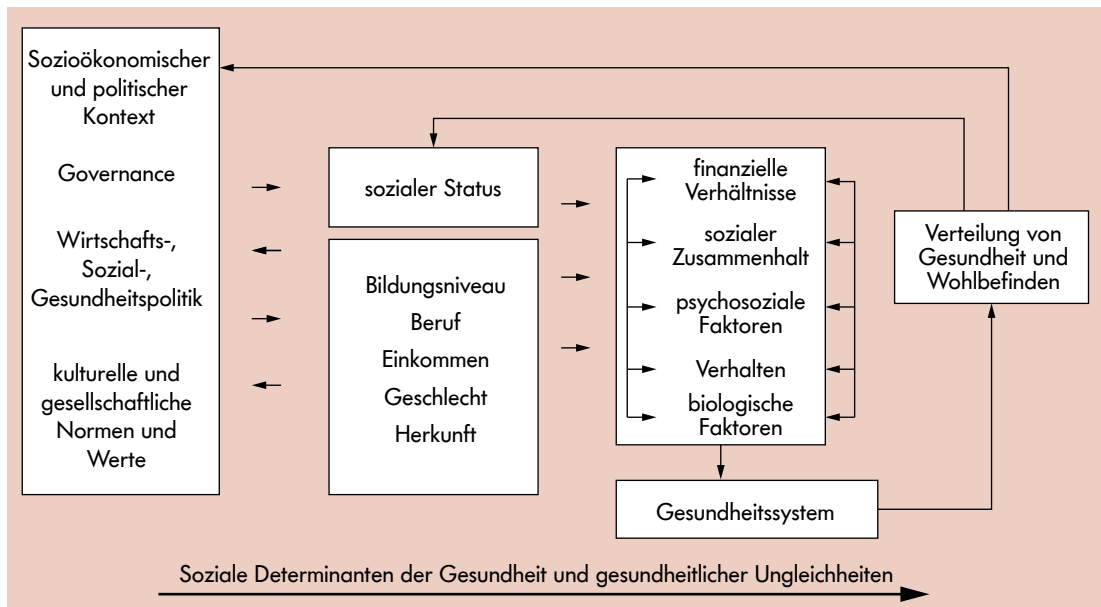 Sozioökonomischer
und politischer
Kontext
Governance
Wirtschafts-,
Sozial-,
Gesundheitspolitik
kulturelle und
gesellschaftliche
Normen und
Werte
sozialer Status
Bildungsniveau
Beruf
Einkommen
Geschlecht
Herkunft
finanzielle
Verhältnisse
sozialer
Zusammenhalt
psychosoziale
Faktoren
Verhalten
biologische
Faktoren
Gesundheitssystem
Verteilung von
Gesundheit und
Wohlbefinden
Soziale Determinanten der Gesundheit und gesundheitlicher Ungleichheiten